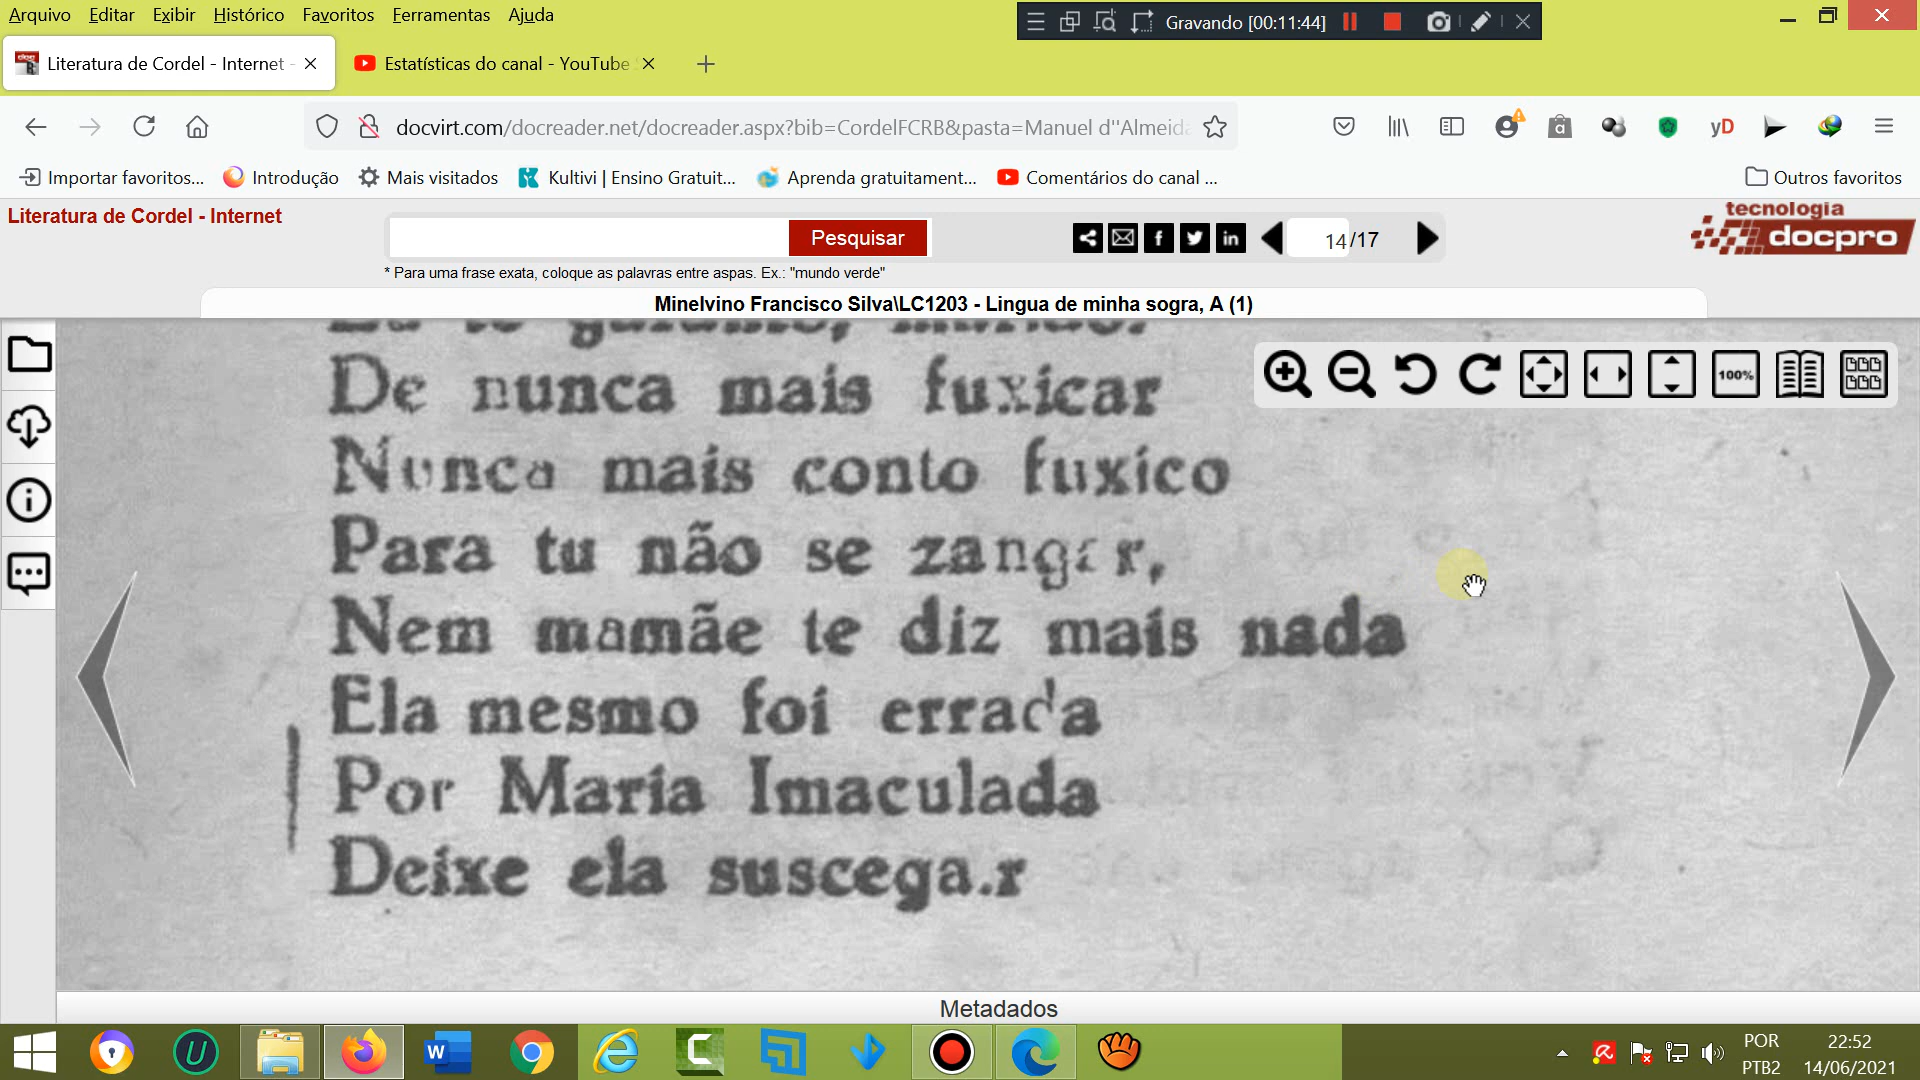 Arquivo Editar Exibir Histórico Favoritos Ferramentas Ajuda
Gravando [00:11:44]
Literatura de Cordel - Internet -
Estatísticas do canal - YouTube
docvirt.com/docreader.net/docreader.aspx?bib=CordelFCRB&pasta=Manuel d''Almeida
Importar favoritos... Introdução Mais visitados Kultivi | Ensino Gratuit... Aprenda gratuitament... Comentários do canal ... Outros favoritos
Literatura de Cordel - Internet
Pesquisar
14 /17
tecnologia
docpro
* Para uma frase exata, coloque as palavras entre aspas. Ex.: "mundo verde"
Minelvino Francisco Silva\LC1203 - Lingua de minha sogra, A (1)
100%
De nunca mais fuxicar
Nunca mais conto fuxico
Para tu não se zangar,
Nem mamãe te diz mais nada
Ela mesmo foi errada
Por Maria Imaculada
Deixe ela suscega.r
Metadados
POR
PTB2
22:52
14/06/2021